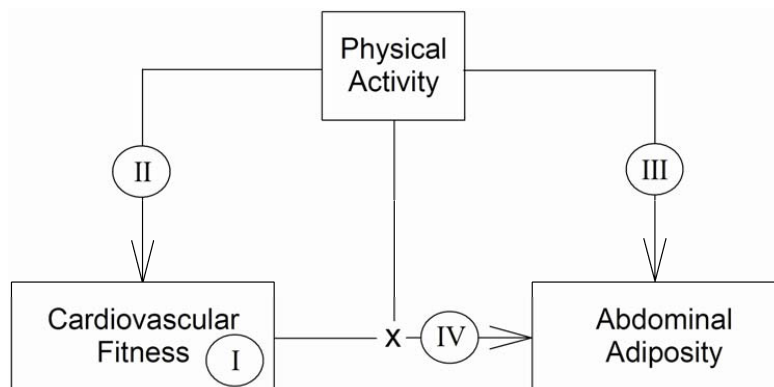 Physical
Activity
II
III
Cardiovascular
Fitness
I
X
IV
Abdominal
Adiposity